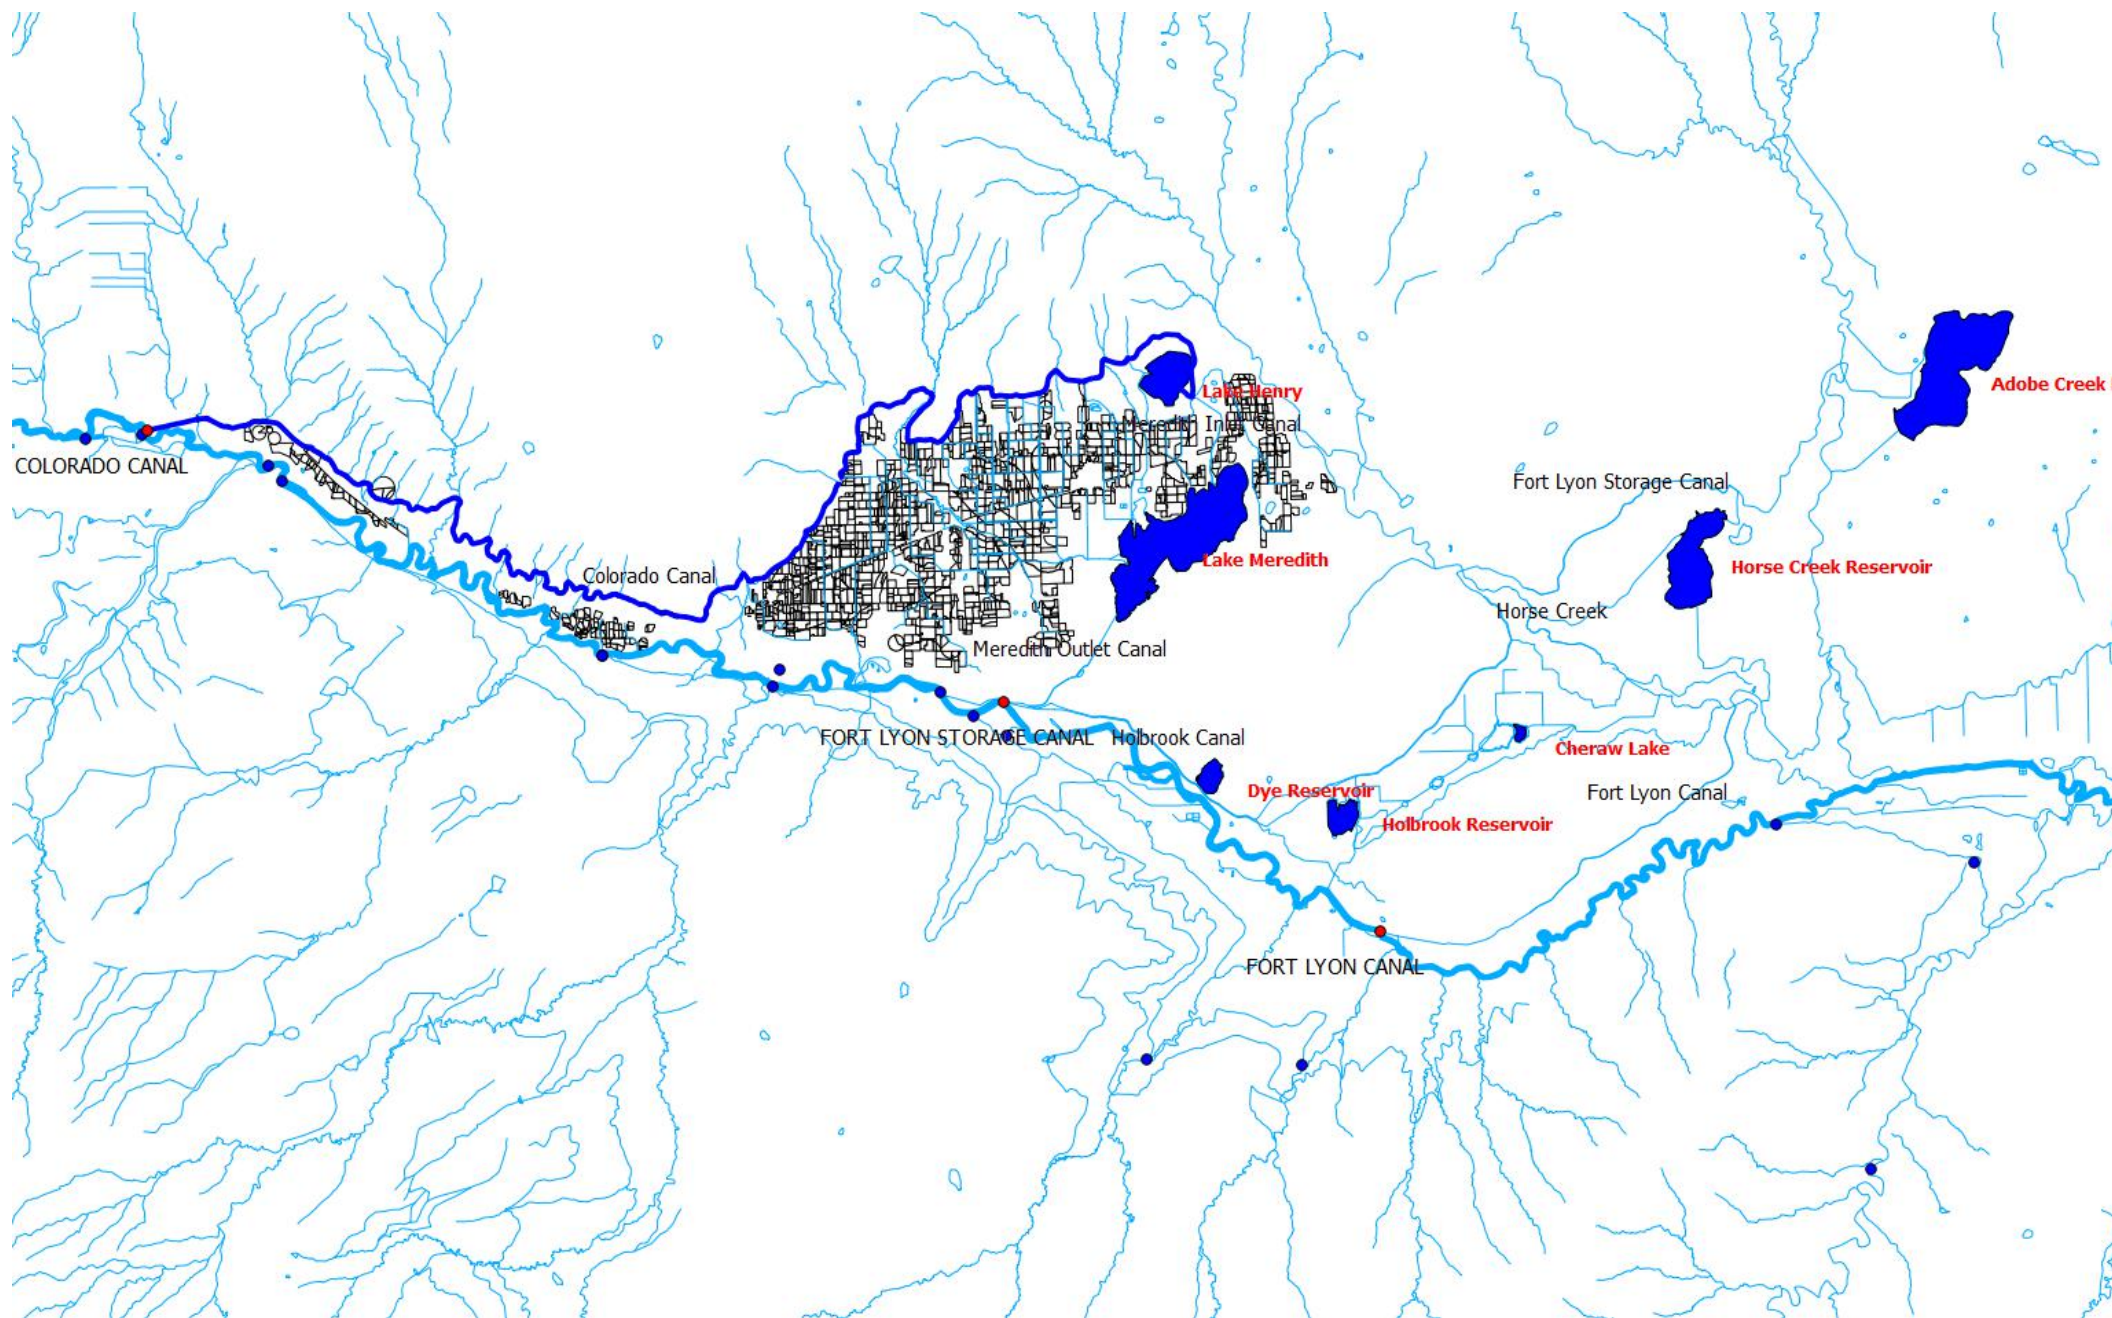 Lake Henry
Adobe Creek
Meredith Inlet Canal
COLORADO CANAL
Fort Lyon Storage Canal
Lake Meredith
Horse Creek Reservoir
Colorado Canal
Horse Creek
Meredith Outlet Canal
FORT LYON STORAGE CANAL
Holbrook Canal
Cheraw Lake
Dye Reservoir
Fort Lyon Canal
Holbrook Reservoir
FORT LYON CANAL